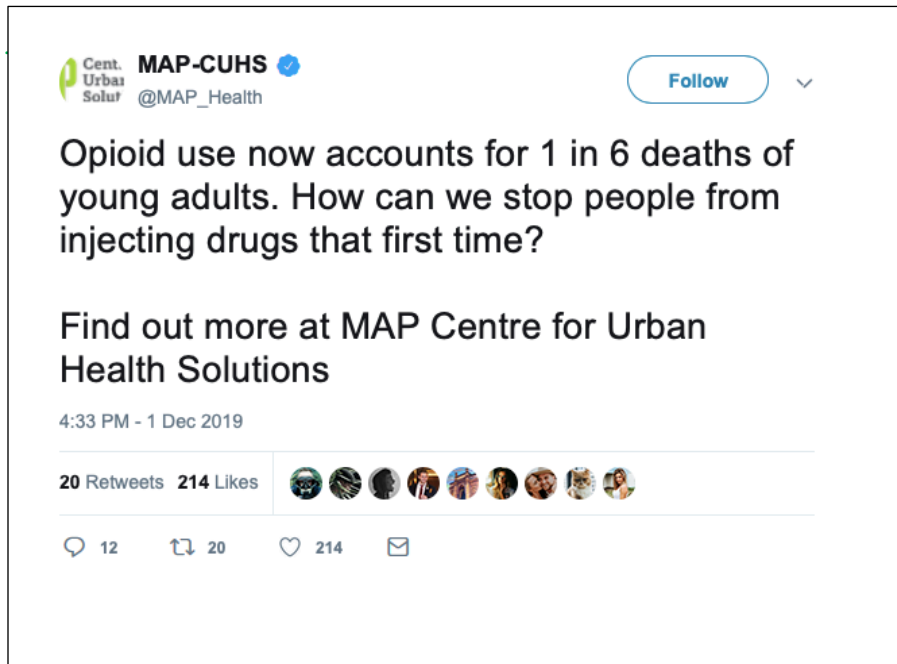 Cent.
Urbar
Solut
MAP-CUHS
@MAP_Health
Follow
Opioid use now accounts for 1 in 6 deaths of
young adults. How can we stop people from
injecting drugs that first time?
Find out more at MAP Centre for Urban
Health Solutions
4:33 PM - 1 Dec 2019
20 Retweets 214 Likes
12 20 214